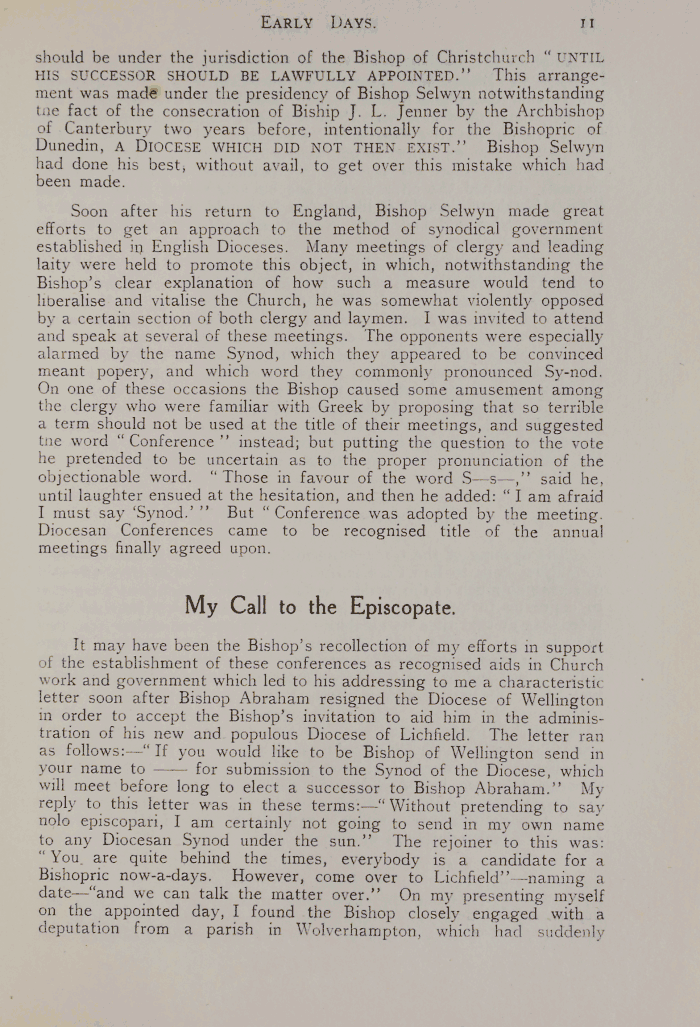 EARLY DAYS. 11
should be under the jurisdiction of the Bishop of Christchurch “ UNTIL
HIS SUCCESSOR SHOULD BE LAWFULLY APPOINTED.” This arrange-
ment was made under the presidency of Bishop Selwyn notwithstanding
tne fact of the consecration of Biship J. L. Jenner by the Archbishop
of Canterbury two years before, intentionally for the Bishopric of
Dunedin, A DIOCESE WHICH DID NOT THEN EXIST.” Bishop Selwyn
had done his best, without avail, to get over this mistake which had
been made.
Soon after his return to England, Bishop Selwyn made great
efforts to get an approach to the method of synodical government
established in English Dioceses. Many meetings of clergy and leading
laity were held to promote this object, in which, notwithstanding the
Bishop’s clear explanation of how such a measure would tend to
liberalise and vitalise the Church, he was somewhat violently opposed
by a certain section of both clergy and laymen. I was invited to attend
and speak at several of these meetings. The opponents were especially
alarmed by the name Synod, which they appeared to be convinced
meant popery, and which word they commonly pronounced Sy-nod.
On one of these occasions the Bishop caused some amusement among
the clergy who were familiar with Greek by proposing that so terrible
a term should not be used at the title of their meetings, and suggested
tne word “ Conference ” instead; but putting the question to the vote
he pretended to be uncertain as to the proper pronunciation of the
objectionable word. “ Those in favour of the word S—s—,” said he,
until laughter ensued at the hesitation, and then he added: “ I am afraid
I must say ‘Synod.’ ” But “ Conference was adopted by the meeting.
Diocesan Conferences came to be recognised title of the annual
meetings finally agreed upon.
My Call to the Episcopate.
It may have been the Bishop’s recollection of my efforts in support
of the establishment of these conferences as recognised aids in Church
work and government which led to his addressing to me a characteristic
letter soon after Bishop Abraham resigned the Diocese of Wellington
in order to accept the Bishop’s invitation to aid him in the adminis-
tration of his new and populous Diocese of Lichfield. The letter ran
as follows:—“ If you would like to be Bishop of Wellington send in
your name to —— for submission to the Synod of the Diocese, which
will meet before long to elect a successor to Bishop Abraham.” My
reply to this letter was in these terms:—“ Without pretending to say
nolo episcopari, I am certainly not going to send in my own name
to any Diocesan Synod under the sun.” The rejoiner to this was:
“ You are quite behind the times, everybody is a candidate for a
Bishopric now-a-days. However, come over to Lichfield”—naming a
date—“and we can talk the matter over.” On my presenting myself
on the appointed day, I found the Bishop closely engaged with a
deputation from a parish in Wolverhampton, which had suddenly